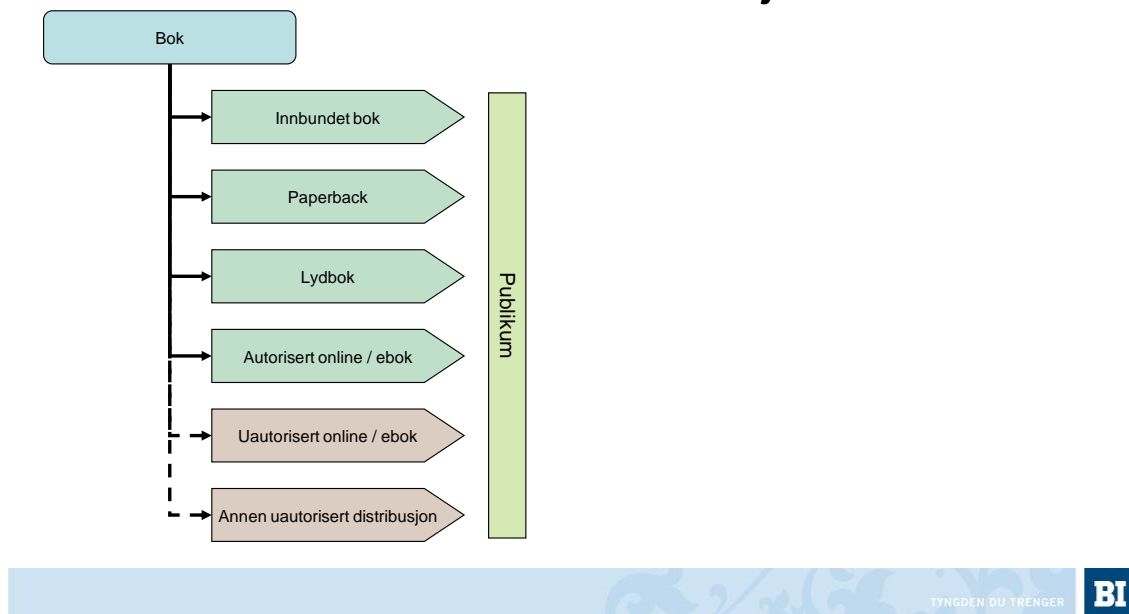 Bok
Innbundet bok
Paperback
Lydbok
Publikum
Autorisert online / ebok
Uautorisert online / ebok
Annen uautorisert distribusjon
TYNGDEN DU TRENGER
BI